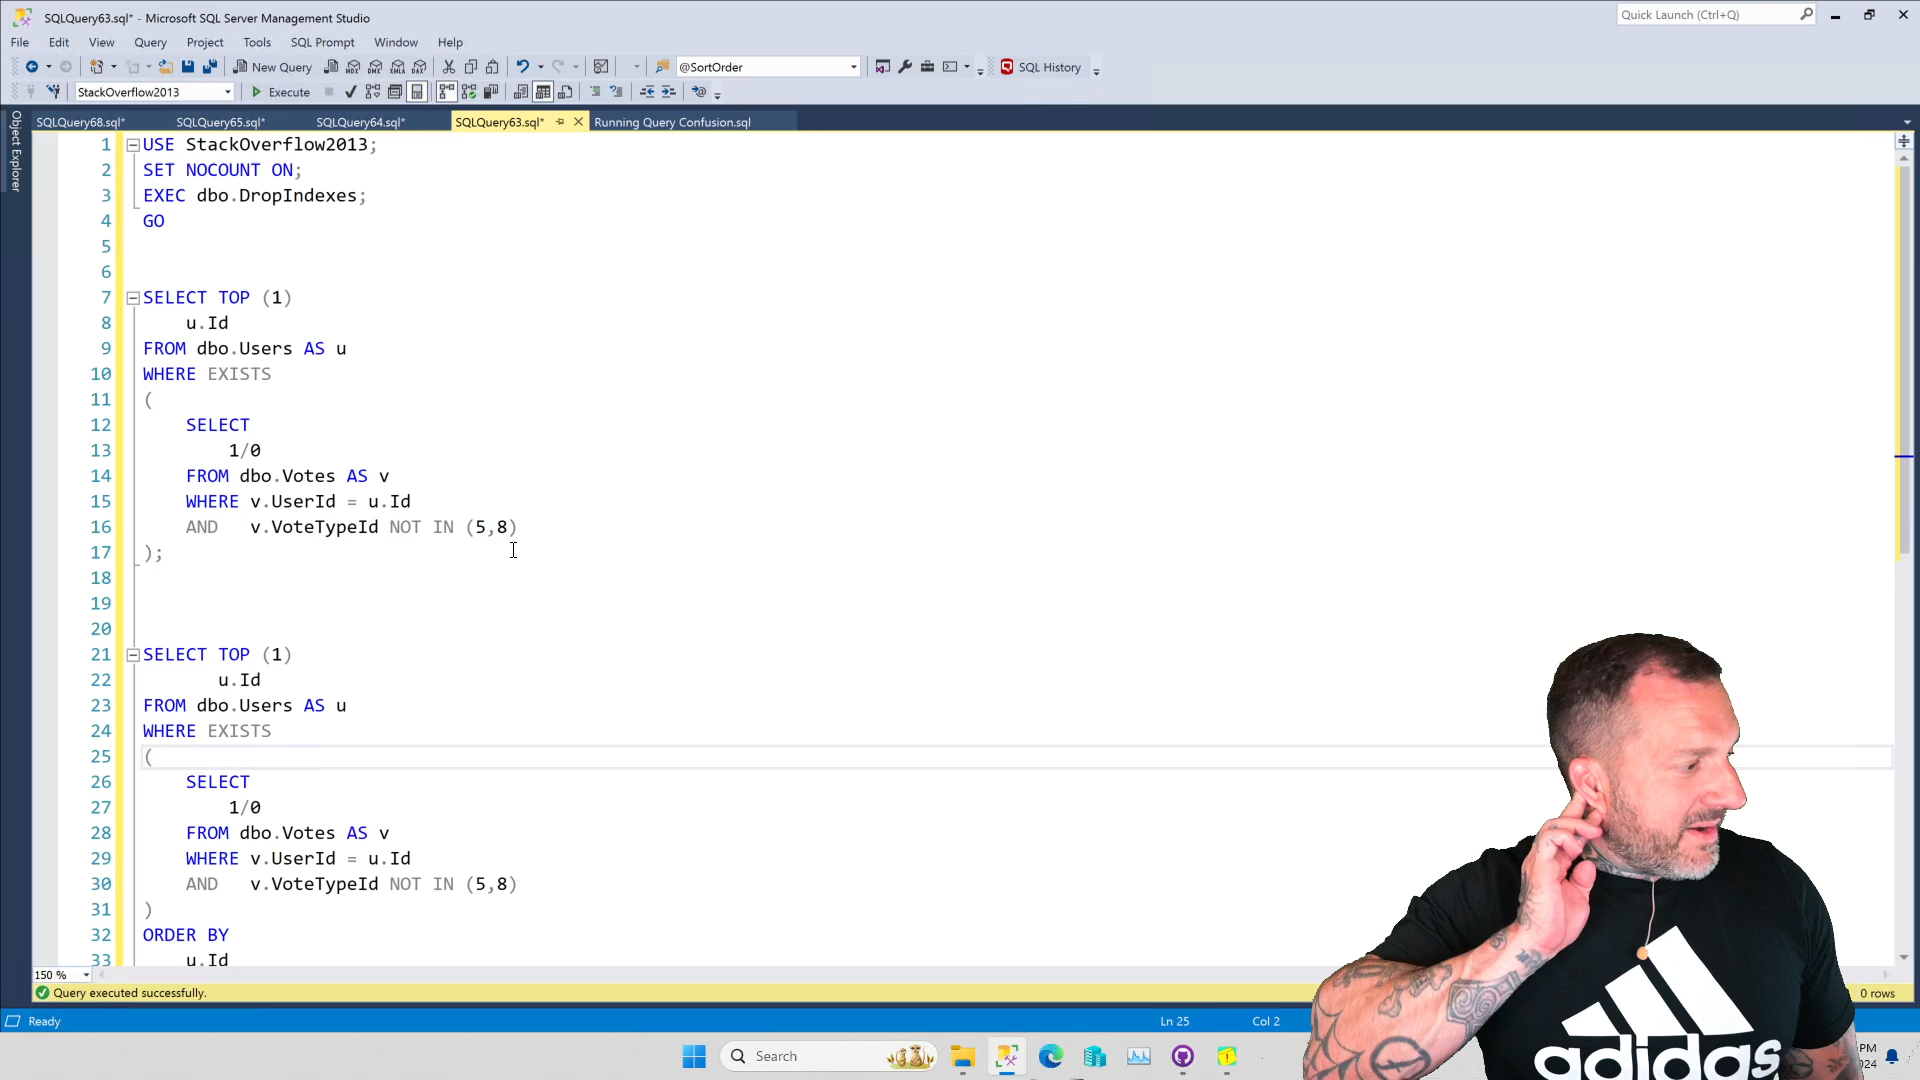 SQLQuery63.sql* - Microsoft SQL Server Management Studio
Quick Launch (Ctrl+Q)
File Edit View Query Project Tools SQL Prompt Window Help
New Query
MDX DMX XMLA DAX
@SortOrder
SQL History
StackOverflow2013
Execute
SQLQuery68.sql* SQLQuery65.sql* SQLQuery64.sql* SQLQuery63.sql* Running Query Confusion.sql
Object Explorer
1 USE StackOverflow2013;
2 SET NOCOUNT ON;
3 EXEC dbo.DropIndexes;
4 GO
5
6
7 SELECT TOP (1)
8 u.Id
9 FROM dbo.Users AS u
10 WHERE EXISTS
11 (
12 SELECT
13 1/0
14 FROM dbo.Votes AS v
15 WHERE v.UserId = u.Id
16 AND v.VoteTypeId NOT IN (5,8)
17 );
18
19
20
21 SELECT TOP (1)
22 u.Id
23 FROM dbo.Users AS u
24 WHERE EXISTS
25 (
26 SELECT
27 1/0
28 FROM dbo.Votes AS v
29 WHERE v.UserId = u.Id
30 AND v.VoteTypeId NOT IN (5,8)
31 )
32 ORDER BY
33 u.Id
150 %
Query executed successfully.
0 rows
Ready
Ln 25 Col 2
Search
adidas